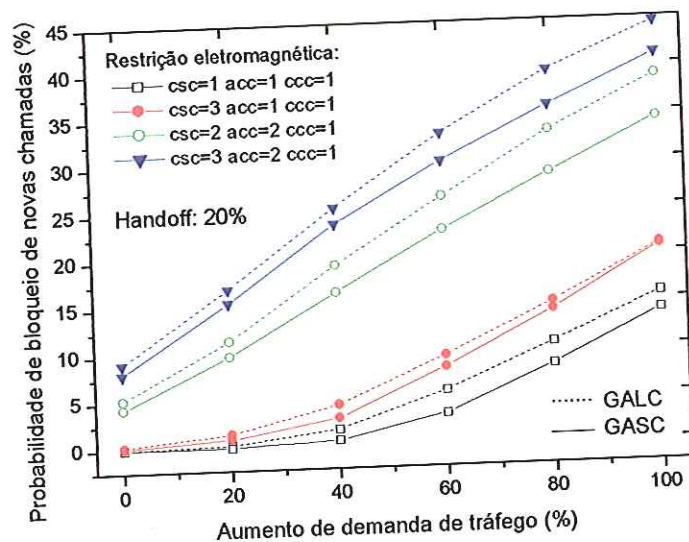 Probabilidade de bloqueio de novas chamadas (%)
45
40
35
30
25
20
15
10
5
0
Restrição eletromagnética:
csc=1 acc=1 ccc=1
csc=3 acc=1 ccc=1
csc=2 acc=2 ccc=1
csc=3 acc=2 ccc=1
Handoff: 20%
GALC
GASC
0 20 40 60 80 100
Aumento de demanda de tráfego (%)